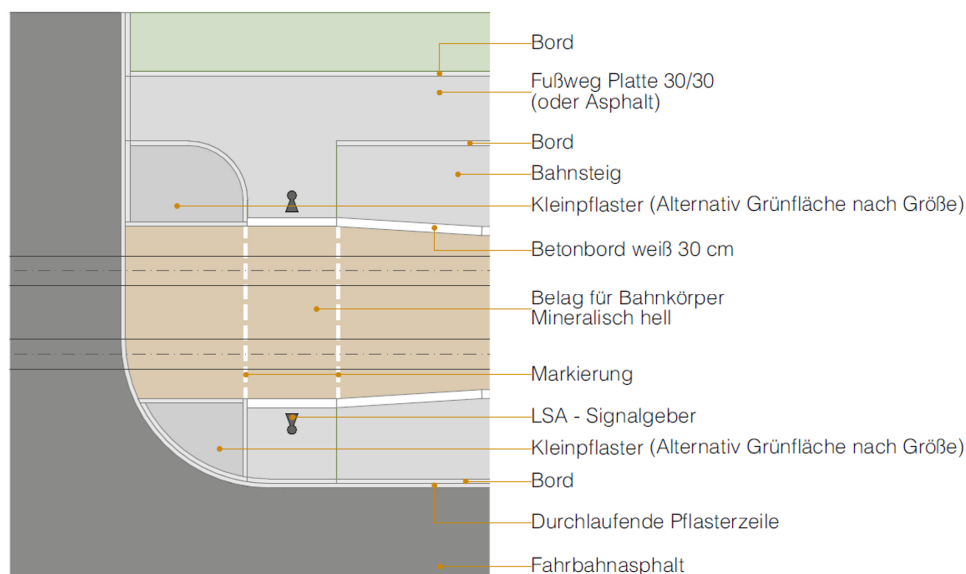 Bord
Fußweg Platte 30/30
(oder Asphalt)
Bord
Bahnsteig
Kleinpflaster (Alternativ Grünfläche nach Größe)
Betonbord weiß 30 cm
Belag für Bahnkörper
Mineralisch hell
Markierung
LSA - Signalgeber
Kleinpflaster (Alternativ Grünfläche nach Größe)
Bord
Durchlaufende Pflasterzeile
Fahrbahnasphalt